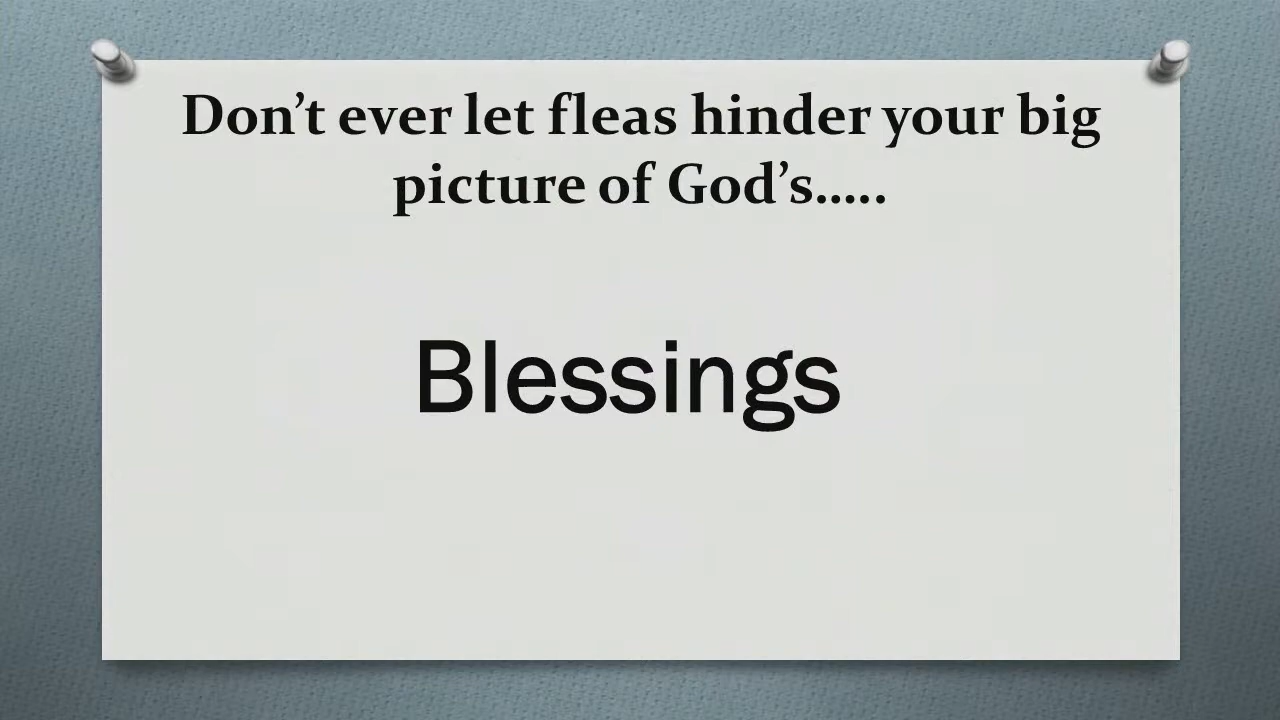 Don’t ever let fleas hinder your big
picture of God’s.....
Blessings